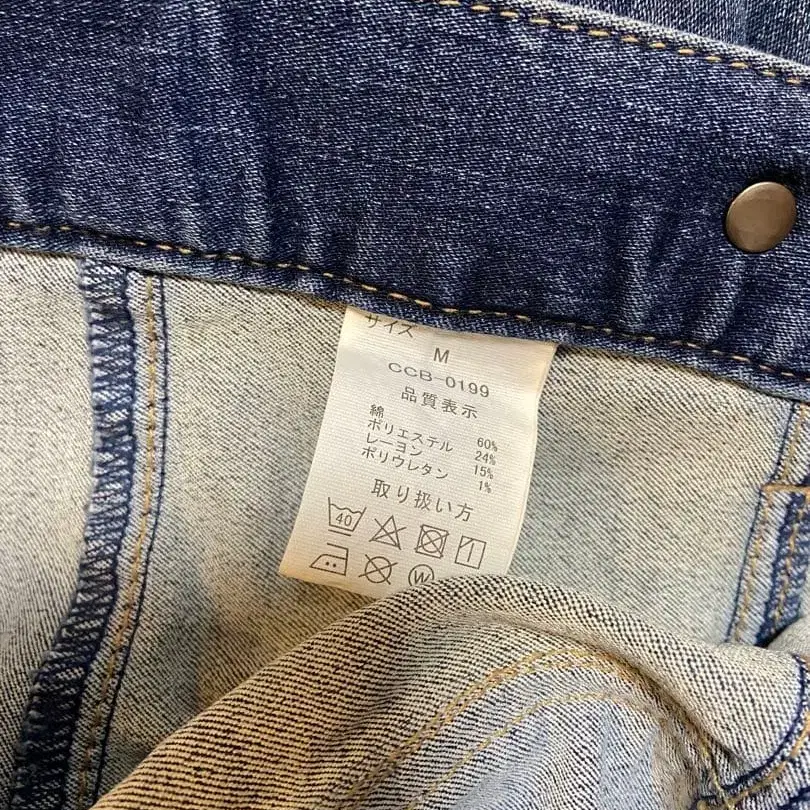 サイズ
M
CCB-0199
品質表示
綿 60%
ポリエステル 24%
レーヨン 15%
ポリウレタン 1%
取り扱い方
40
W